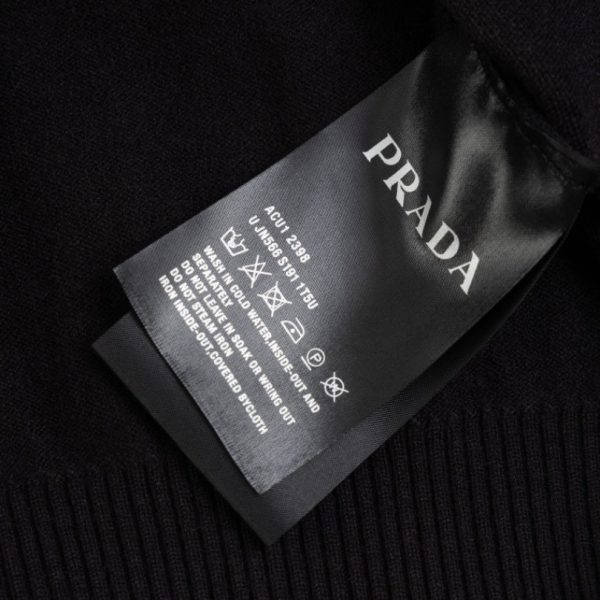 PRADA
ACU1 2398
U JN566 S191 1T5U
P
WASH IN COLD WATER,INSIDE-OUT AND
SEPARATELY
DO NOT LEAVE IN SOAK OR WRING OUT
DO NOT STEAM IRON
IRON INSIDE-OUT,COVERED BYCLOTH